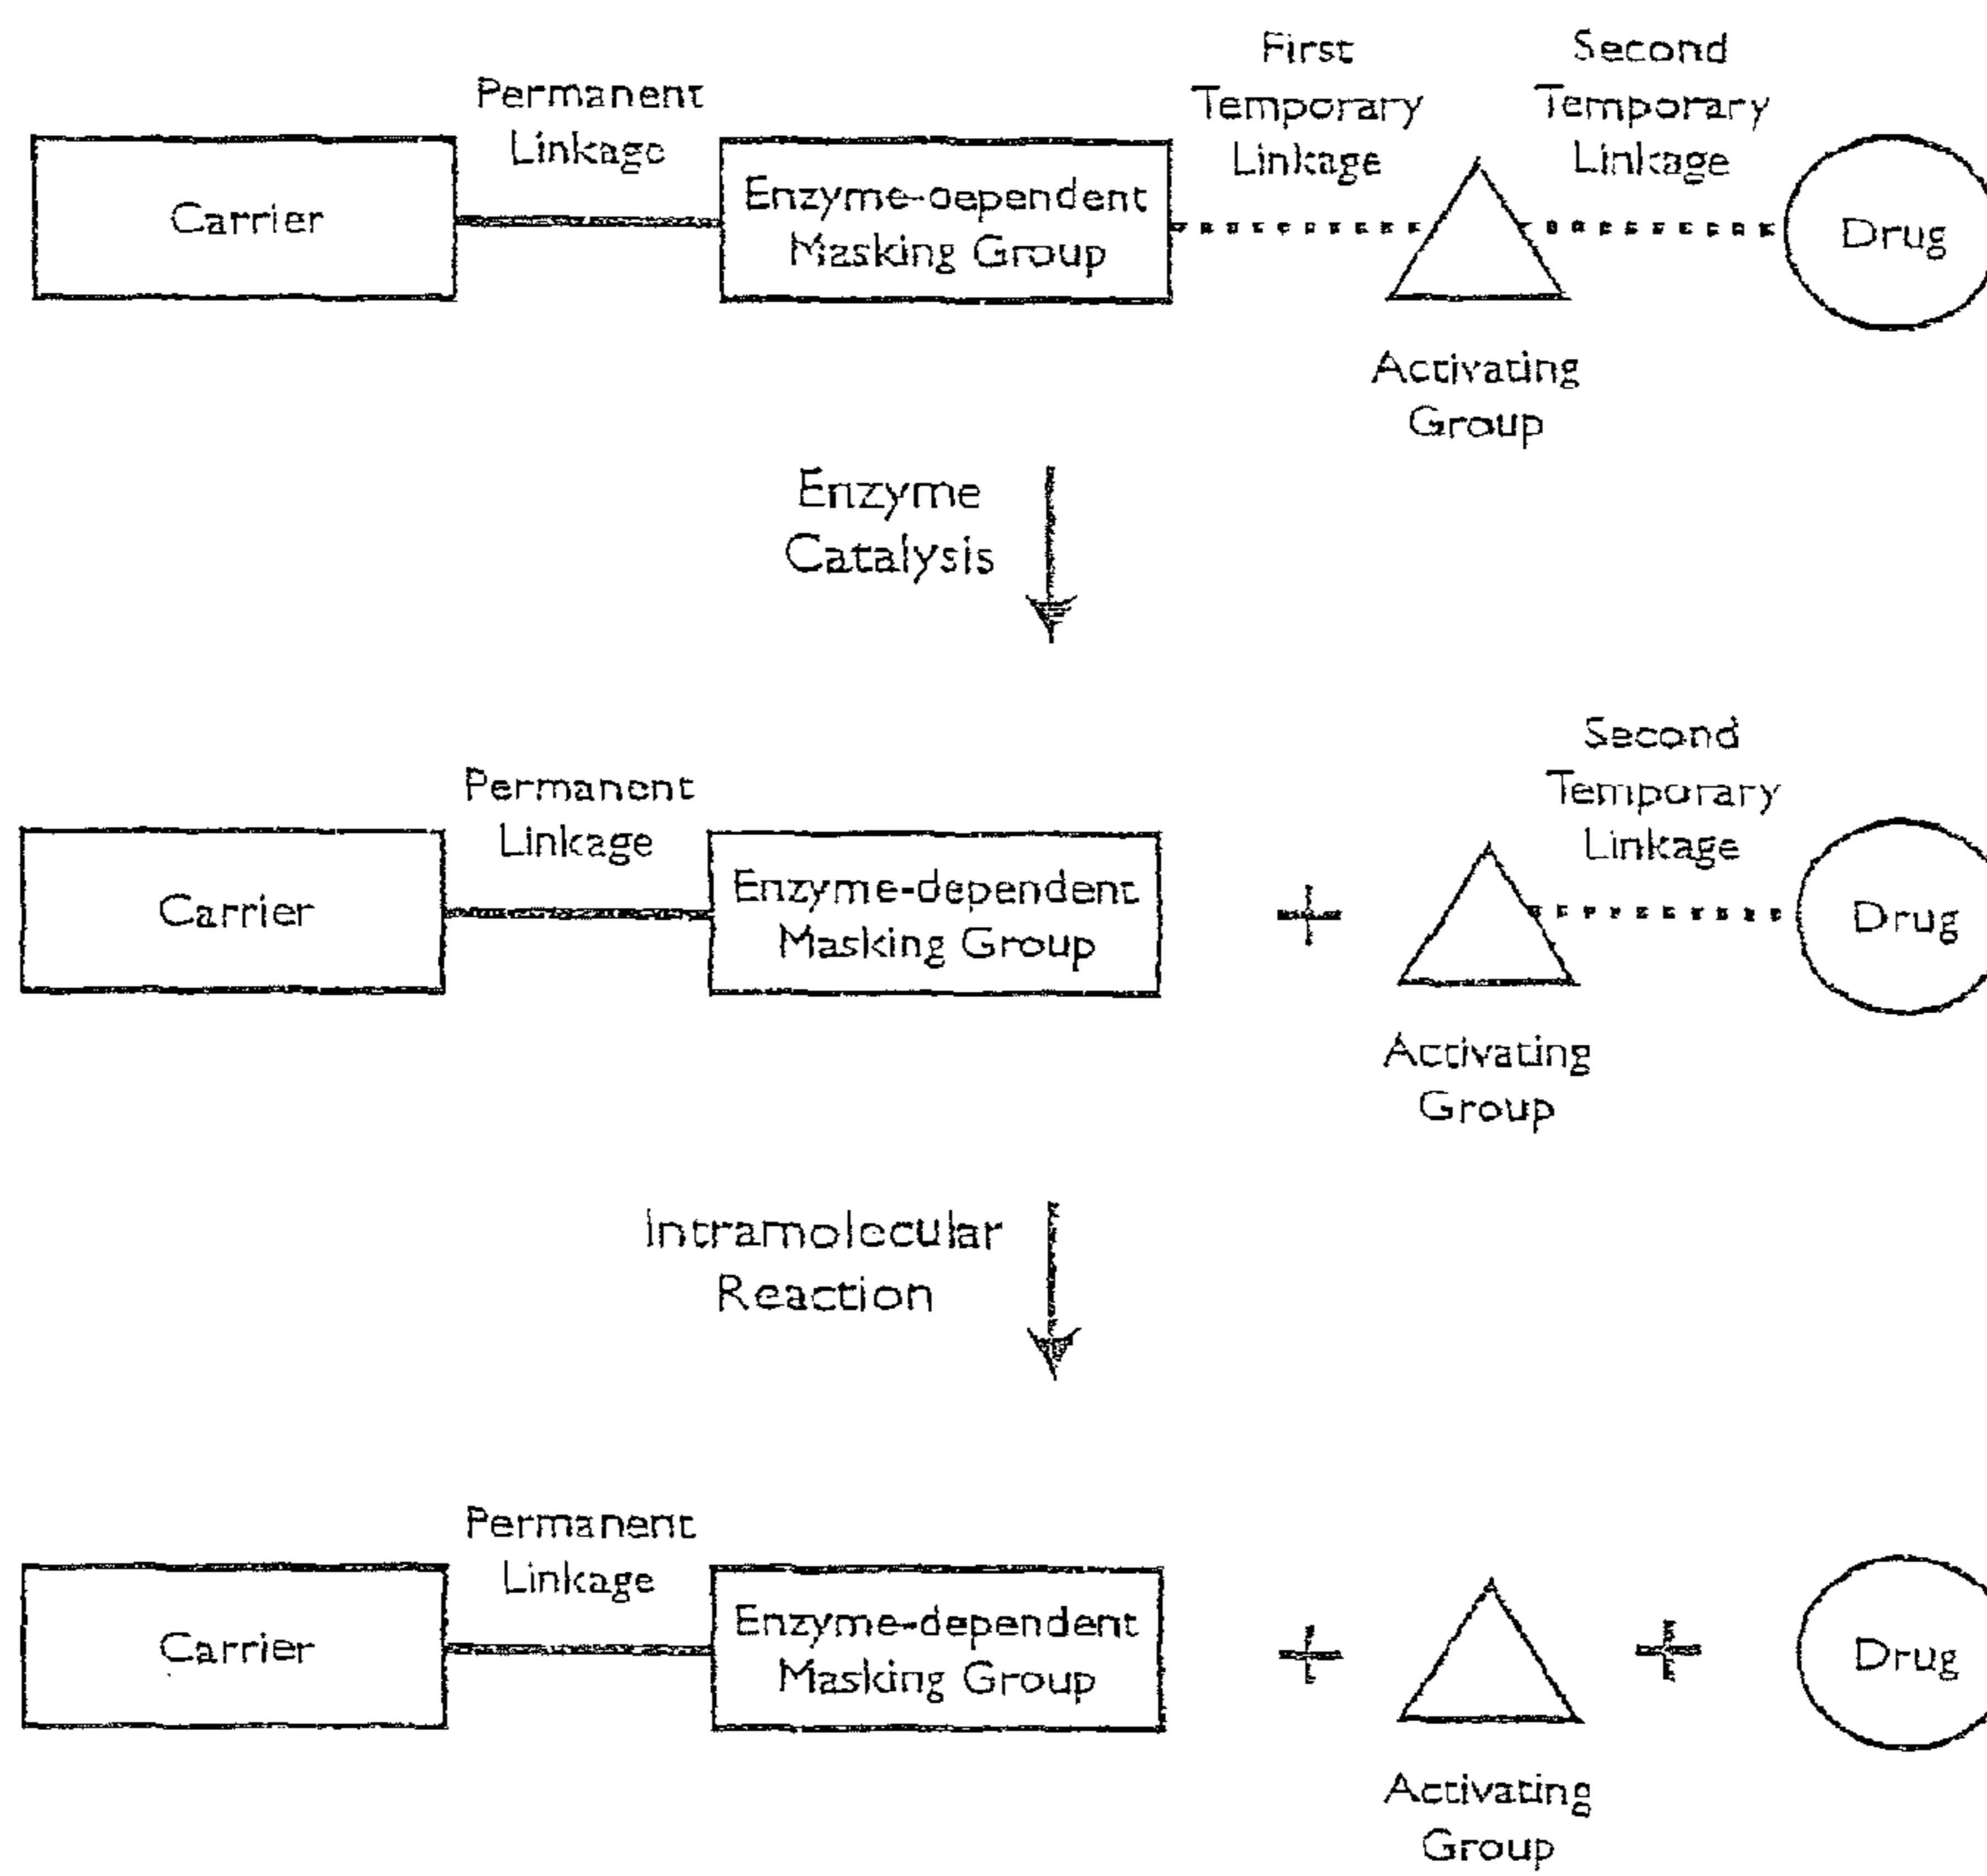 First
Temporary
Linkage
Second
Temporary
Linkage
Permanent
Linkage
Carrier
Enzyme-dependent
Masking Group
Drug
Activating
Group
Enzyme
Catalysis
Second
Temporary
Linkage
Permanent
Linkage
Carrier
Enzyme-dependent
Masking Group
+
Drug
Activating
Group
Intramolecular
Reaction
Permanent
Linkage
Carrier
Enzyme-dependent
Masking Group
+
+
Drug
Activating
Group